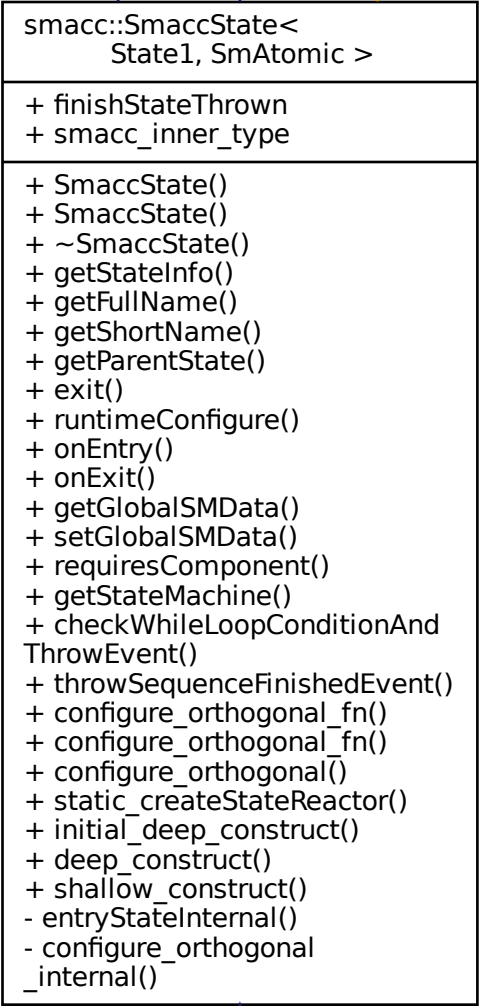 smacc::SmaccState<
State1, SmAtomic >
+ finishStateThrown
+ smacc_inner_type
+ SmaccState()
+ SmaccState()
+ ~SmaccState()
+ getStateInfo()
+ getFullName()
+ getShortName()
+ getParentState()
+ exit()
+ runtimeConfigure()
+ onEntry()
+ onExit()
+ getGlobalSMData()
+ setGlobalSMData()
+ requiresComponent()
+ getStateMachine()
+ checkWhileLoopConditionAnd
ThrowEvent()
+ throwSequenceFinishedEvent()
+ configure_orthogonal_fn()
+ configure_orthogonal_fn()
+ configure_orthogonal()
+ static_createStateReactor()
+ initial_deep_construct()
+ deep_construct()
+ shallow_construct()
- entryStateInternal()
- configure_orthogonal
_internal()